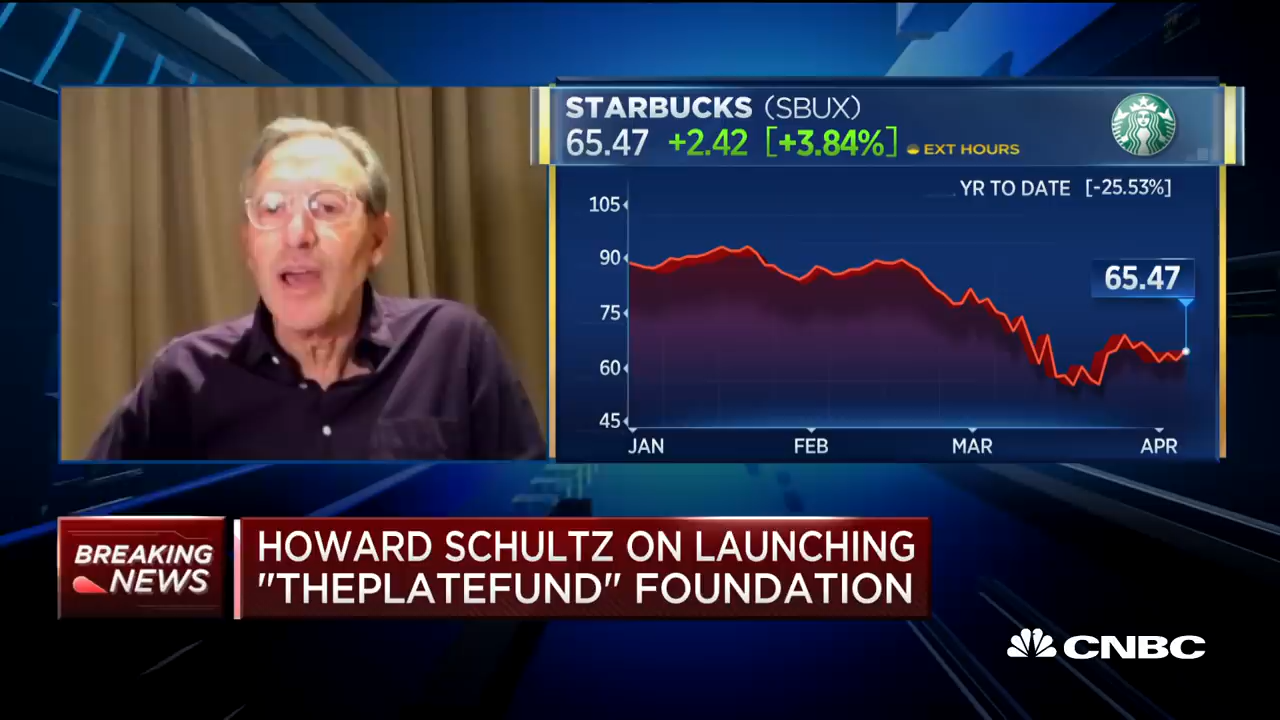 STARBUCKS (SBUX)
65.47 +2.42 [+3.84%] EXT HOURS
YR TO DATE [-25.53%]
105
90
75
60
45
65.47
JAN FEB MAR APR
BREAKING
NEWS
HOWARD SCHULTZ ON LAUNCHING
"THEPLATEFUND" FOUNDATION
CNBC